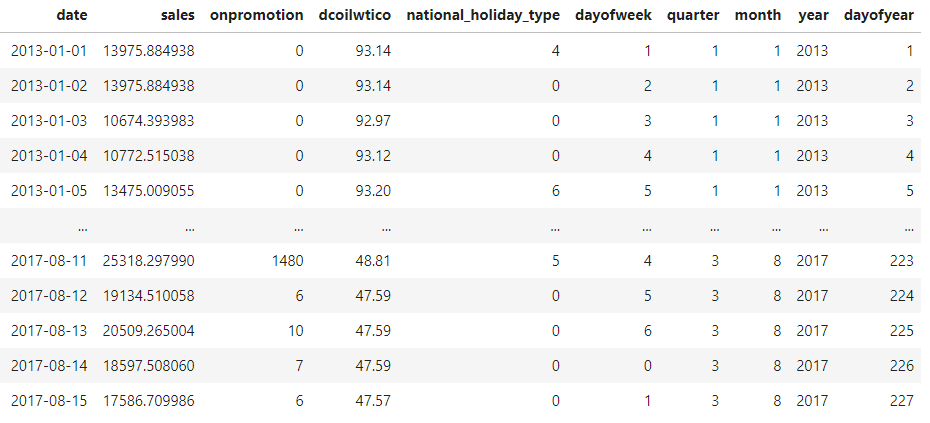 date sales onpromotion dcoilwtico national_holiday_type dayofweek quarter month year dayofyear
2013-01-01 13975.884938 0 93.14 4 1 1 1 2013 1
2013-01-02 13975.884938 0 93.14 0 2 1 1 2013 2
2013-01-03 10674.393983 0 92.97 0 3 1 1 2013 3
2013-01-04 10772.515038 0 93.12 0 4 1 1 2013 4
2013-01-05 13475.009055 0 93.20 6 5 1 1 2013 5
... ... ... ... ... ... ... ... ... ...
2017-08-11 25318.297990 1480 48.81 5 4 3 8 2017 223
2017-08-12 19134.510058 6 47.59 0 5 3 8 2017 224
2017-08-13 20509.265004 10 47.59 0 6 3 8 2017 225
2017-08-14 18597.508060 7 47.59 0 0 3 8 2017 226
2017-08-15 17586.709986 6 47.57 0 1 3 8 2017 227